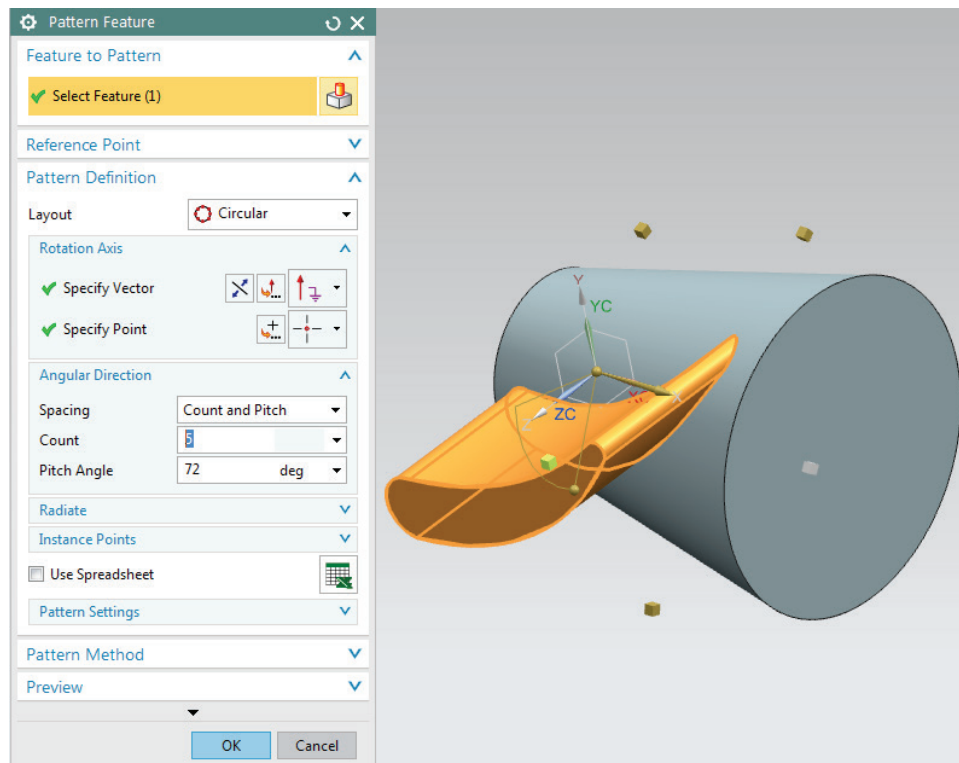 Pattern Feature
Feature to Pattern
Select Feature (1)
Reference Point
Pattern Definition
Layout Circular
Rotation Axis
Specify Vector
Specify Point
Angular Direction
Spacing Count and Pitch
Count 5
Pitch Angle 72 deg
Radiate
Instance Points
Use Spreadsheet
Pattern Settings
Pattern Method
Preview
OK Cancel
Y
YC
X
XC
Z
ZC